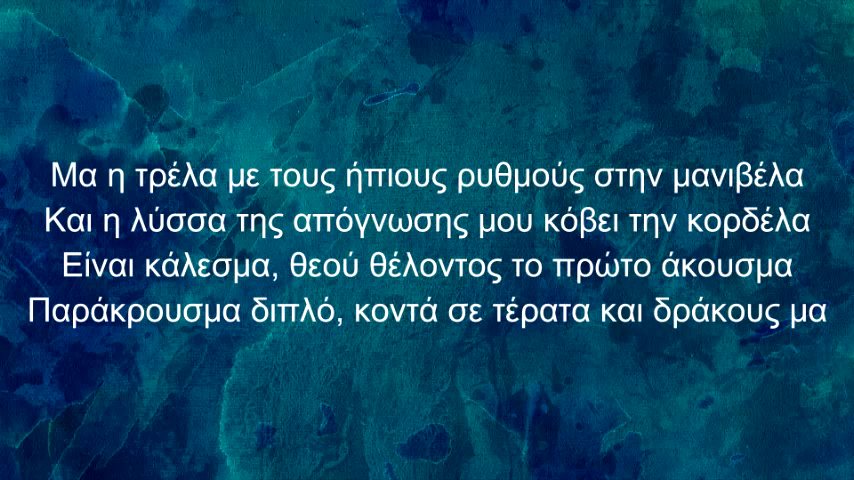 Μα η τρέλα με τους ήπιους ρυθμούς στην μανιβέλα
Και η λύσσα της απόγνωσης μου κόβει την κορδέλα
Είναι κάλεσμα, θεού θέλοντος το πρώτο άκουσμα
Παράκρουσμα διπλό, κοντά σε τέρατα και δράκους μα